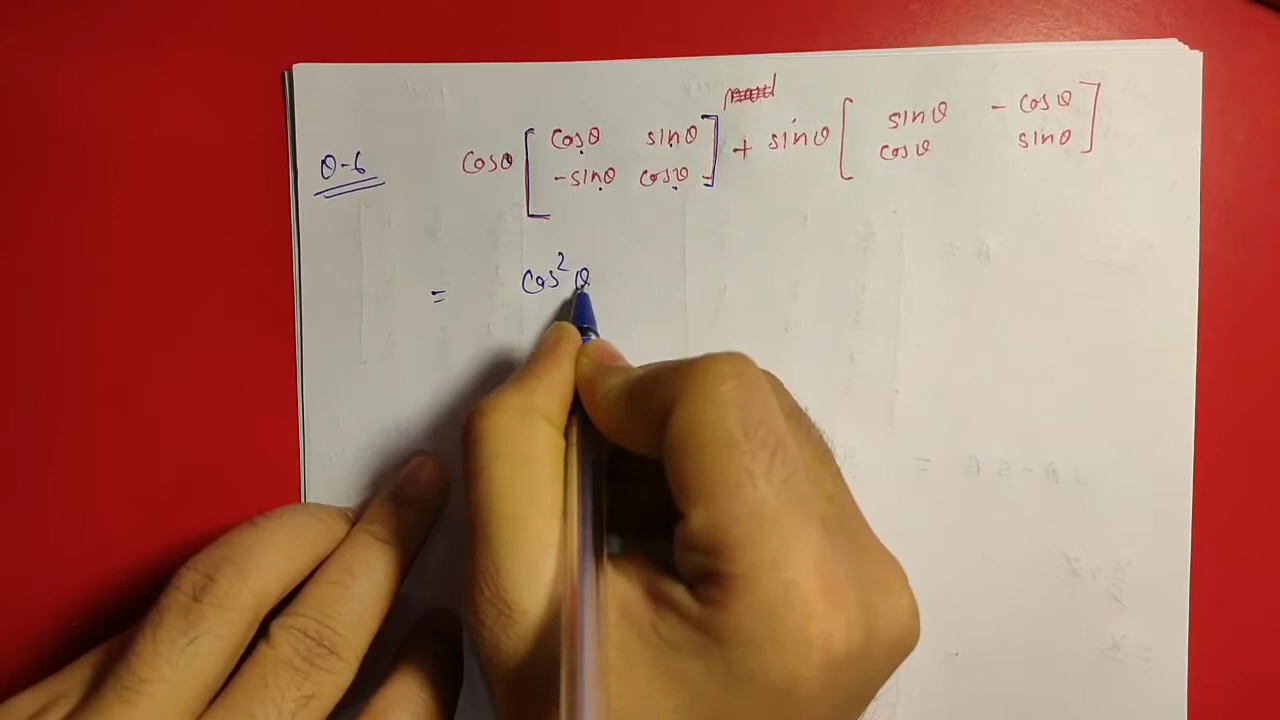 Q-6 cosθ [ cosθ sinθ -sinθ cosθ ] + sinθ [ sinθ - cosθ cosθ sinθ ]
= cos²θ